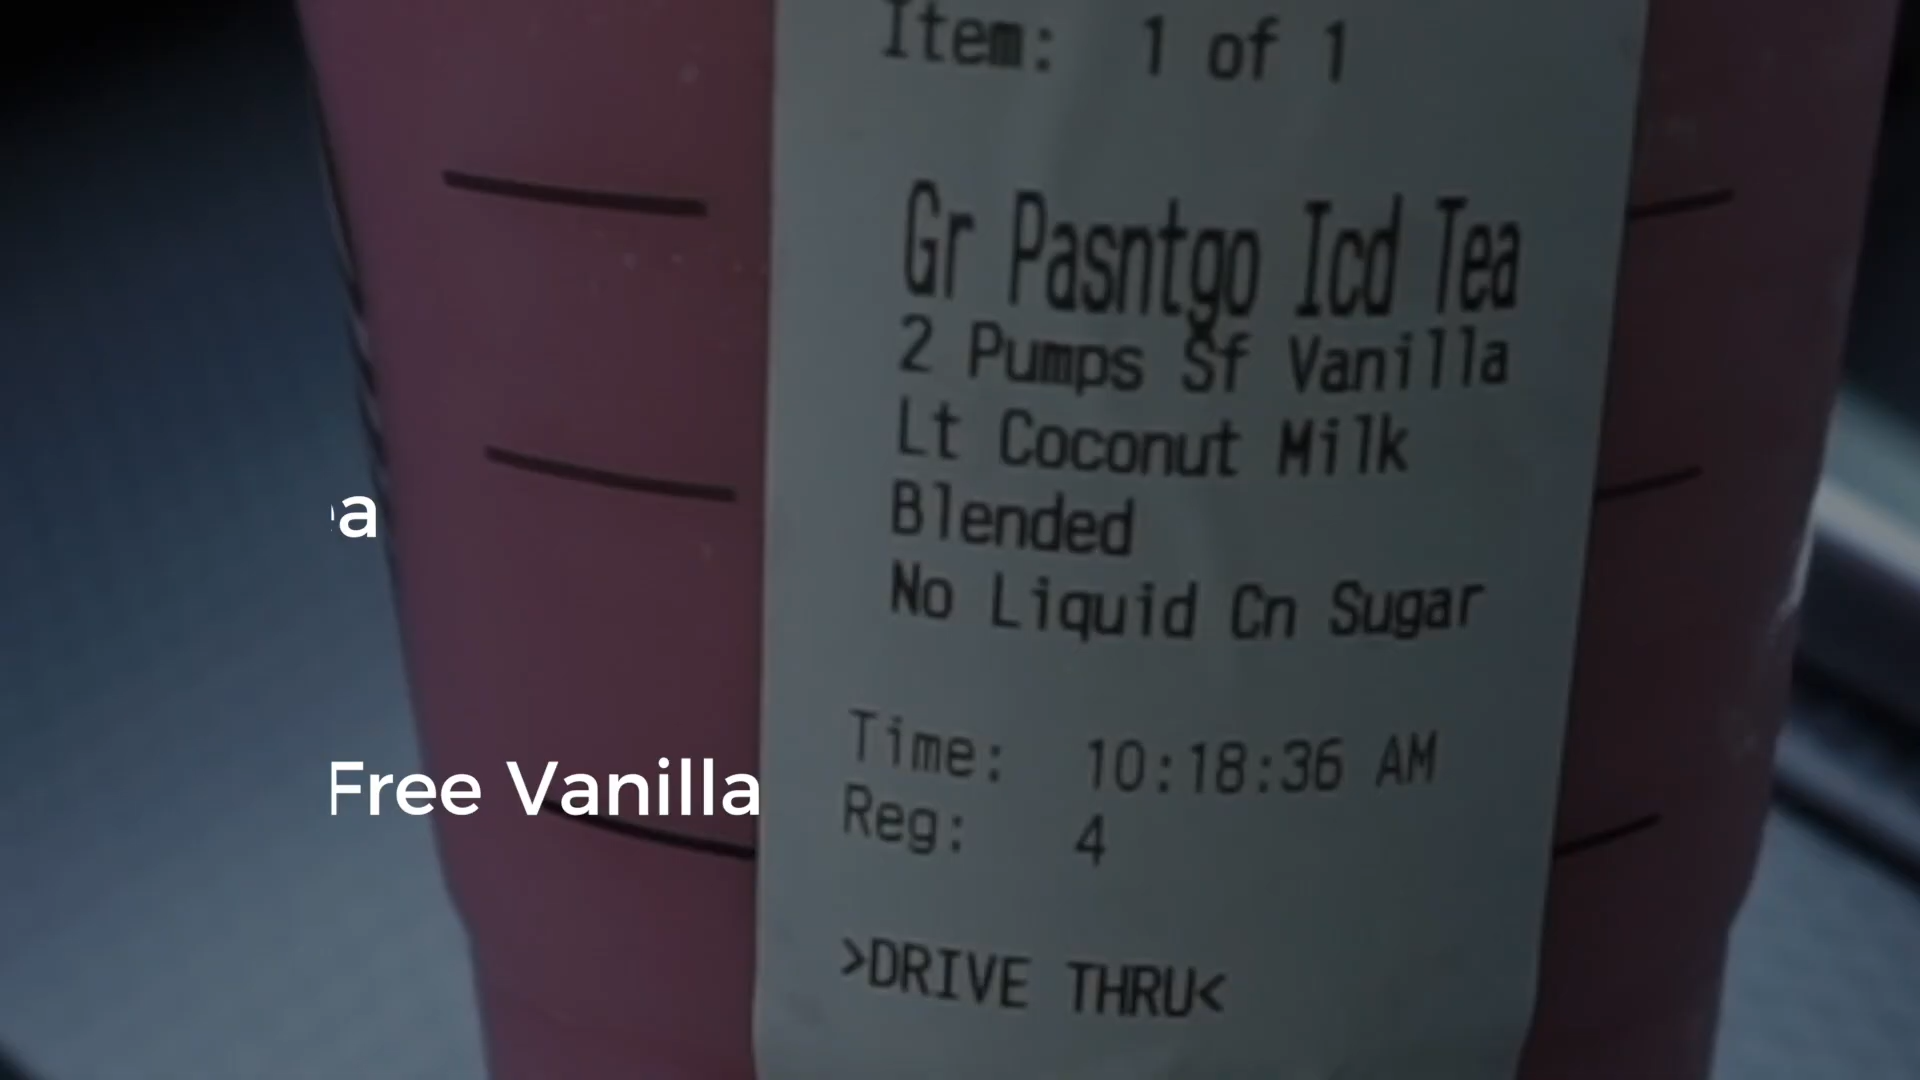 Item: 1 of 1
Gr Pasntgo Icd Tea
2 Pumps Sf Vanilla
Lt Coconut Milk
Blended
No Liquid Cn Sugar
Time: 10:18:36 AM
Reg: 4
>DRIVE THRU<
a
Free Vanilla